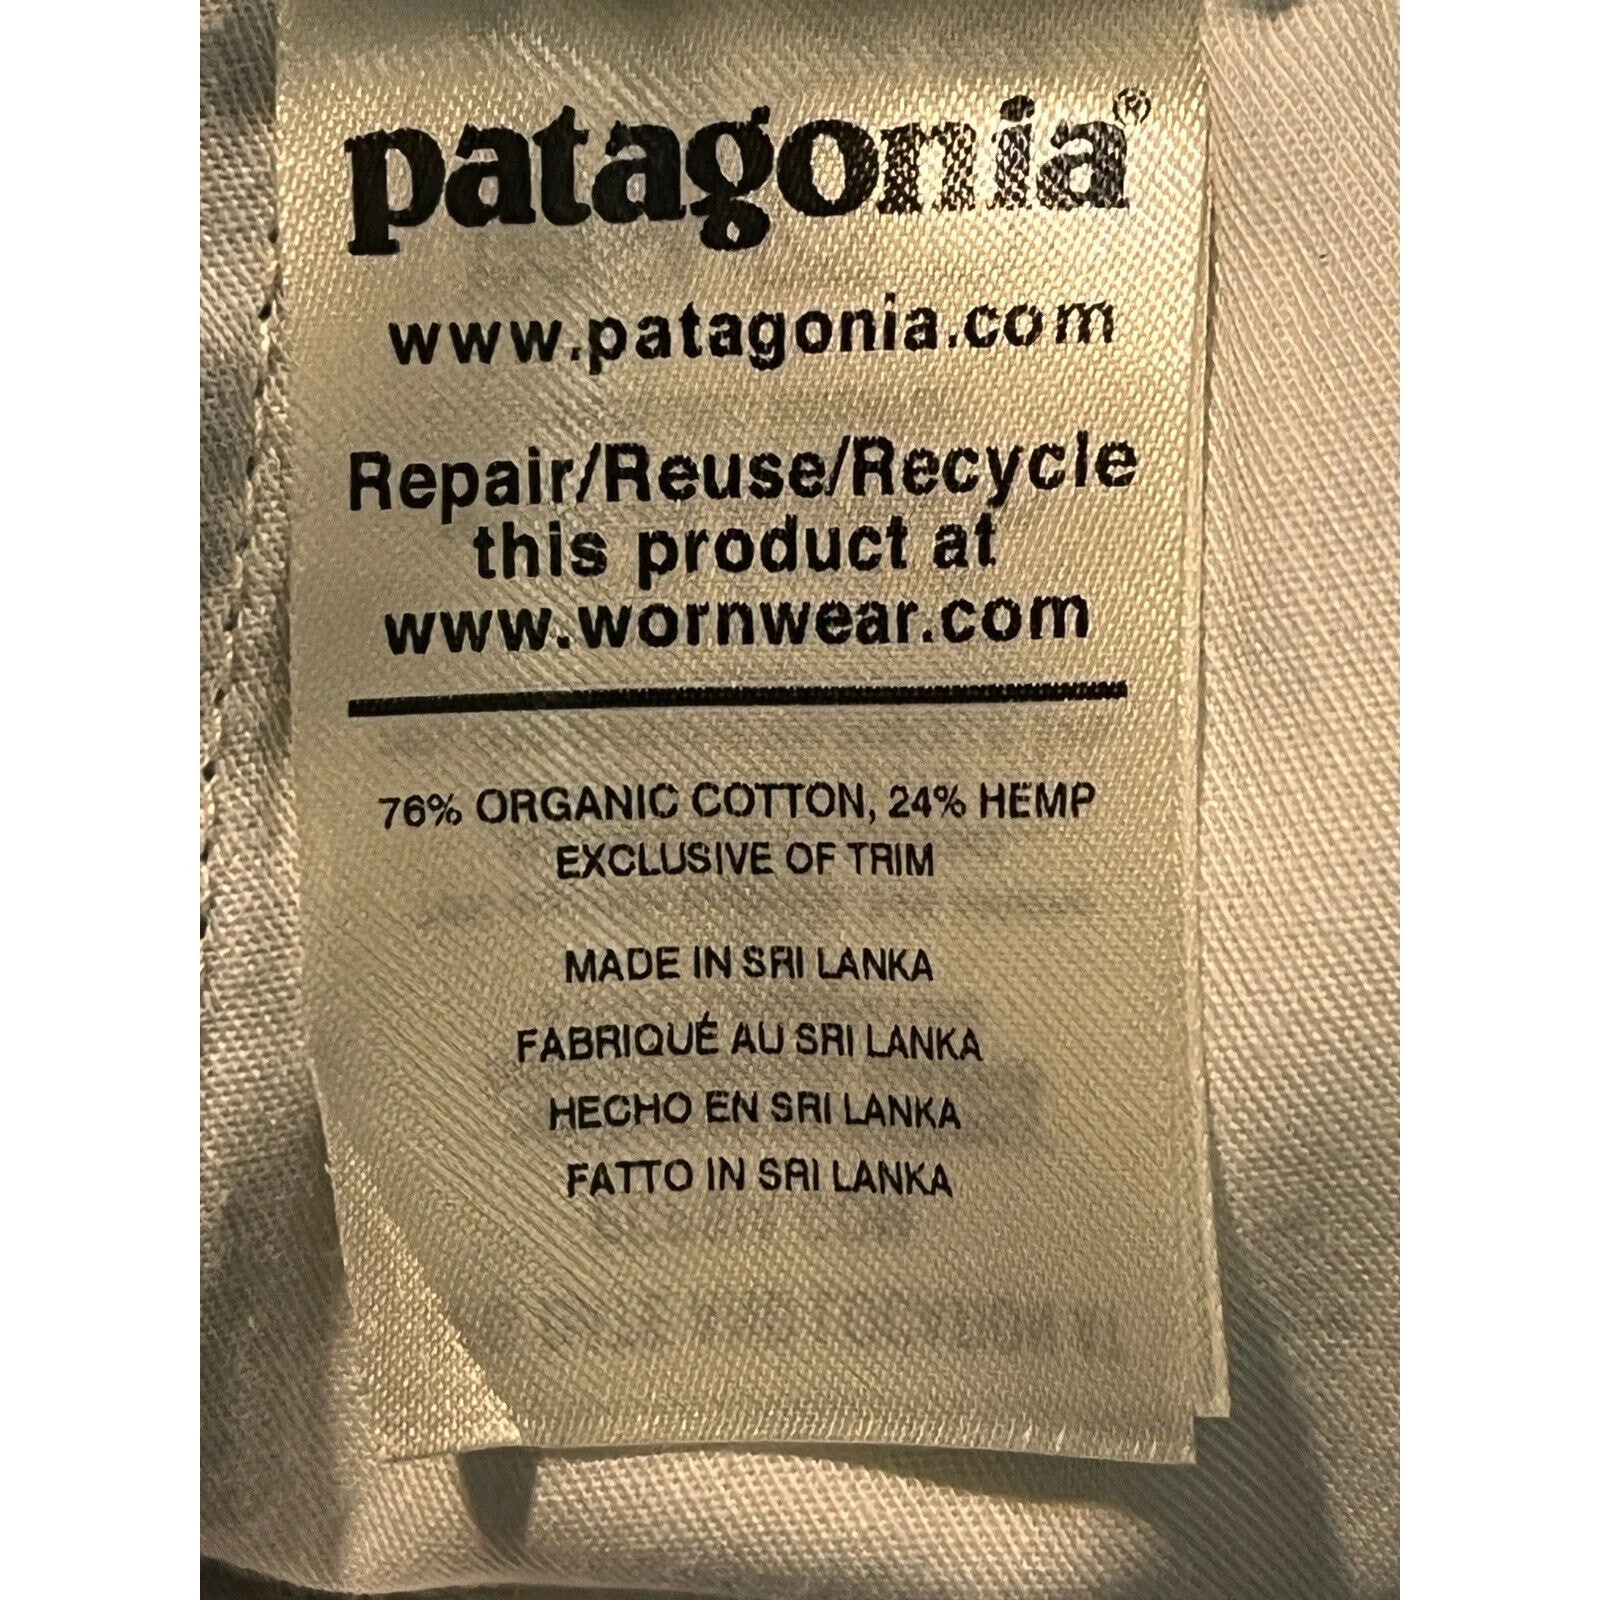 patagonia®
www.patagonia.com
Repair/Reuse/Recycle
this product at
www.wornwear.com
76% ORGANIC COTTON, 24% HEMP
EXCLUSIVE OF TRIM
MADE IN SRI LANKA
FABRIQUÉ AU SRI LANKA
HECHO EN SRI LANKA
FATTO IN SRI LANKA